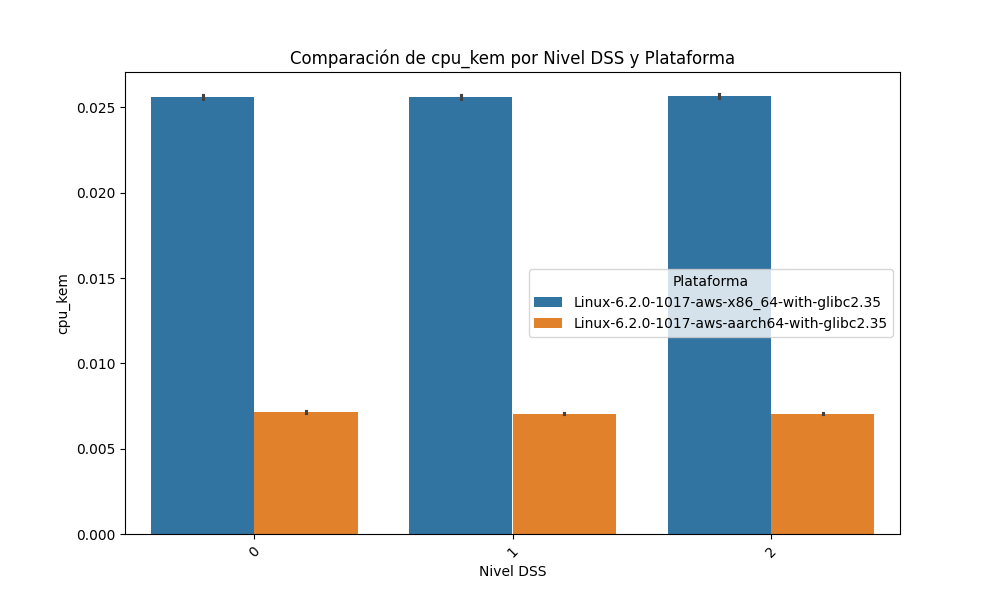 Comparación de cpu_kem por Nivel DSS y Plataforma
cpu_kem
0.025
0.020
0.015
0.010
0.005
0.000
Plataforma
Linux-6.2.0-1017-aws-x86_64-with-glibc2.35
Linux-6.2.0-1017-aws-aarch64-with-glibc2.35
0
1
2
Nivel DSS